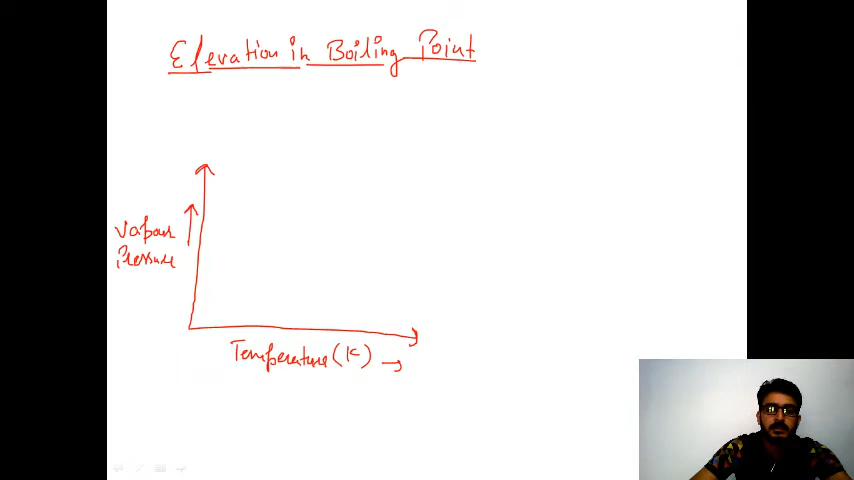 Elevation in Boiling Point
Vapour
Pressure
Temperature (K)